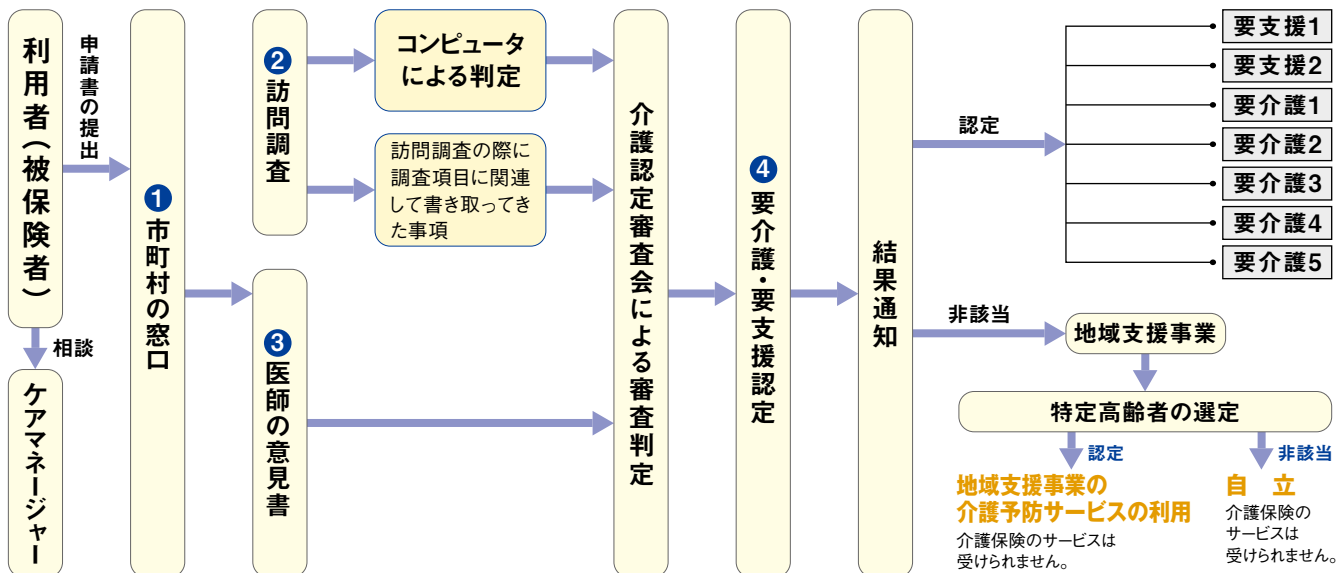 利用者（被保険者）
申請書の提出
相談
ケアマネージャー
❶市町村の窓口
❷訪問調査
コンピュータ
による判定
訪問調査の際に
調査項目に関連
して書き取ってき
た事項
❸医師の意見書
介護認定審査会による審査判定
❹要介護・要支援認定
結果通知
認定
要支援1
要支援2
要介護1
要介護2
要介護3
要介護4
要介護5
非該当
地域支援事業
特定高齢者の選定
認定
地域支援事業の
介護予防サービスの利用
介護保険のサービスは
受けられません。
非該当
自 立
介護保険の
サービスは
受けられません。